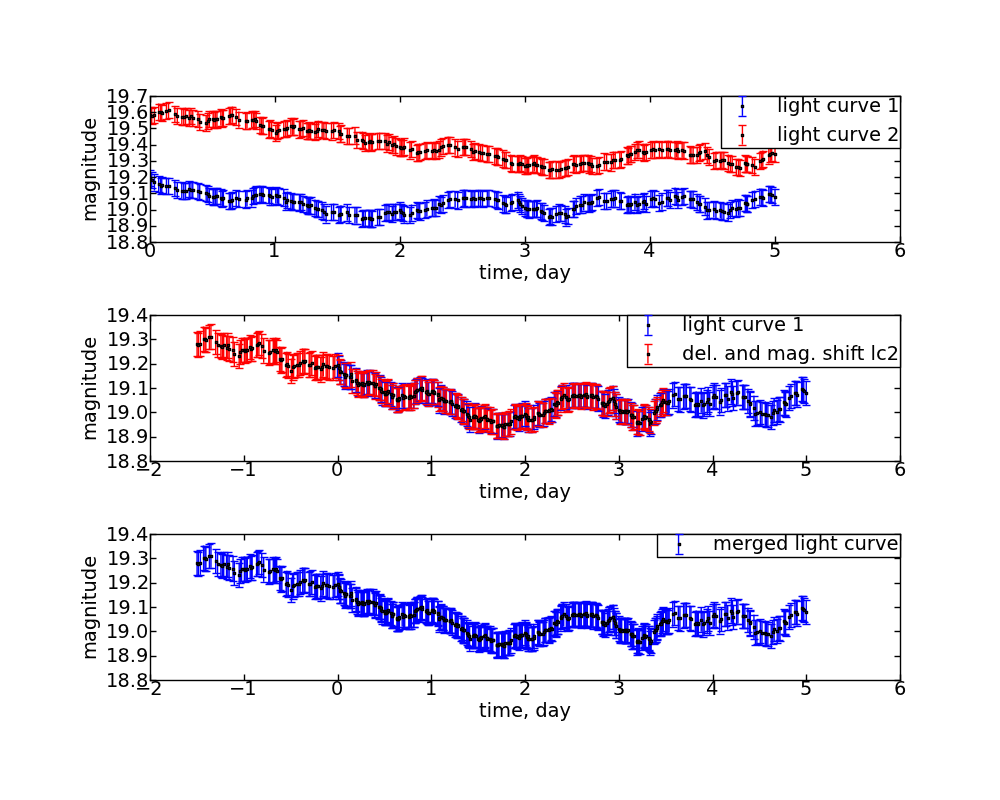 19.7
19.6
19.5
19.4
19.3
19.2
19.1
19.0
18.9
18.8
magnitude
light curve 1
light curve 2
0 1 2 3 4 5 6
time, day
19.4
19.3
19.2
19.1
19.0
18.9
18.8
magnitude
light curve 1
del. and mag. shift lc2
−2 −1 0 1 2 3 4 5 6
time, day
19.4
19.3
19.2
19.1
19.0
18.9
18.8
magnitude
merged light curve
−2 −1 0 1 2 3 4 5 6
time, day